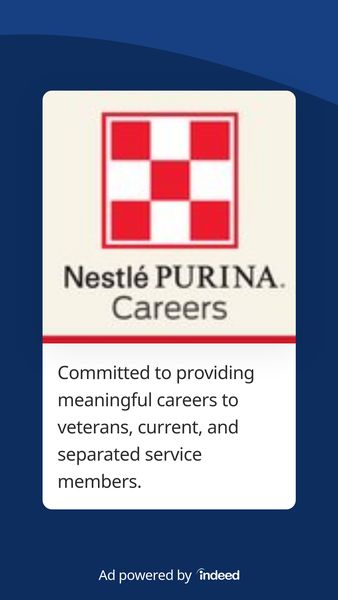 Nestlé PURINA.
Careers
Committed to providing
meaningful careers to
veterans, current, and
separated service
members.
Ad powered by indeed